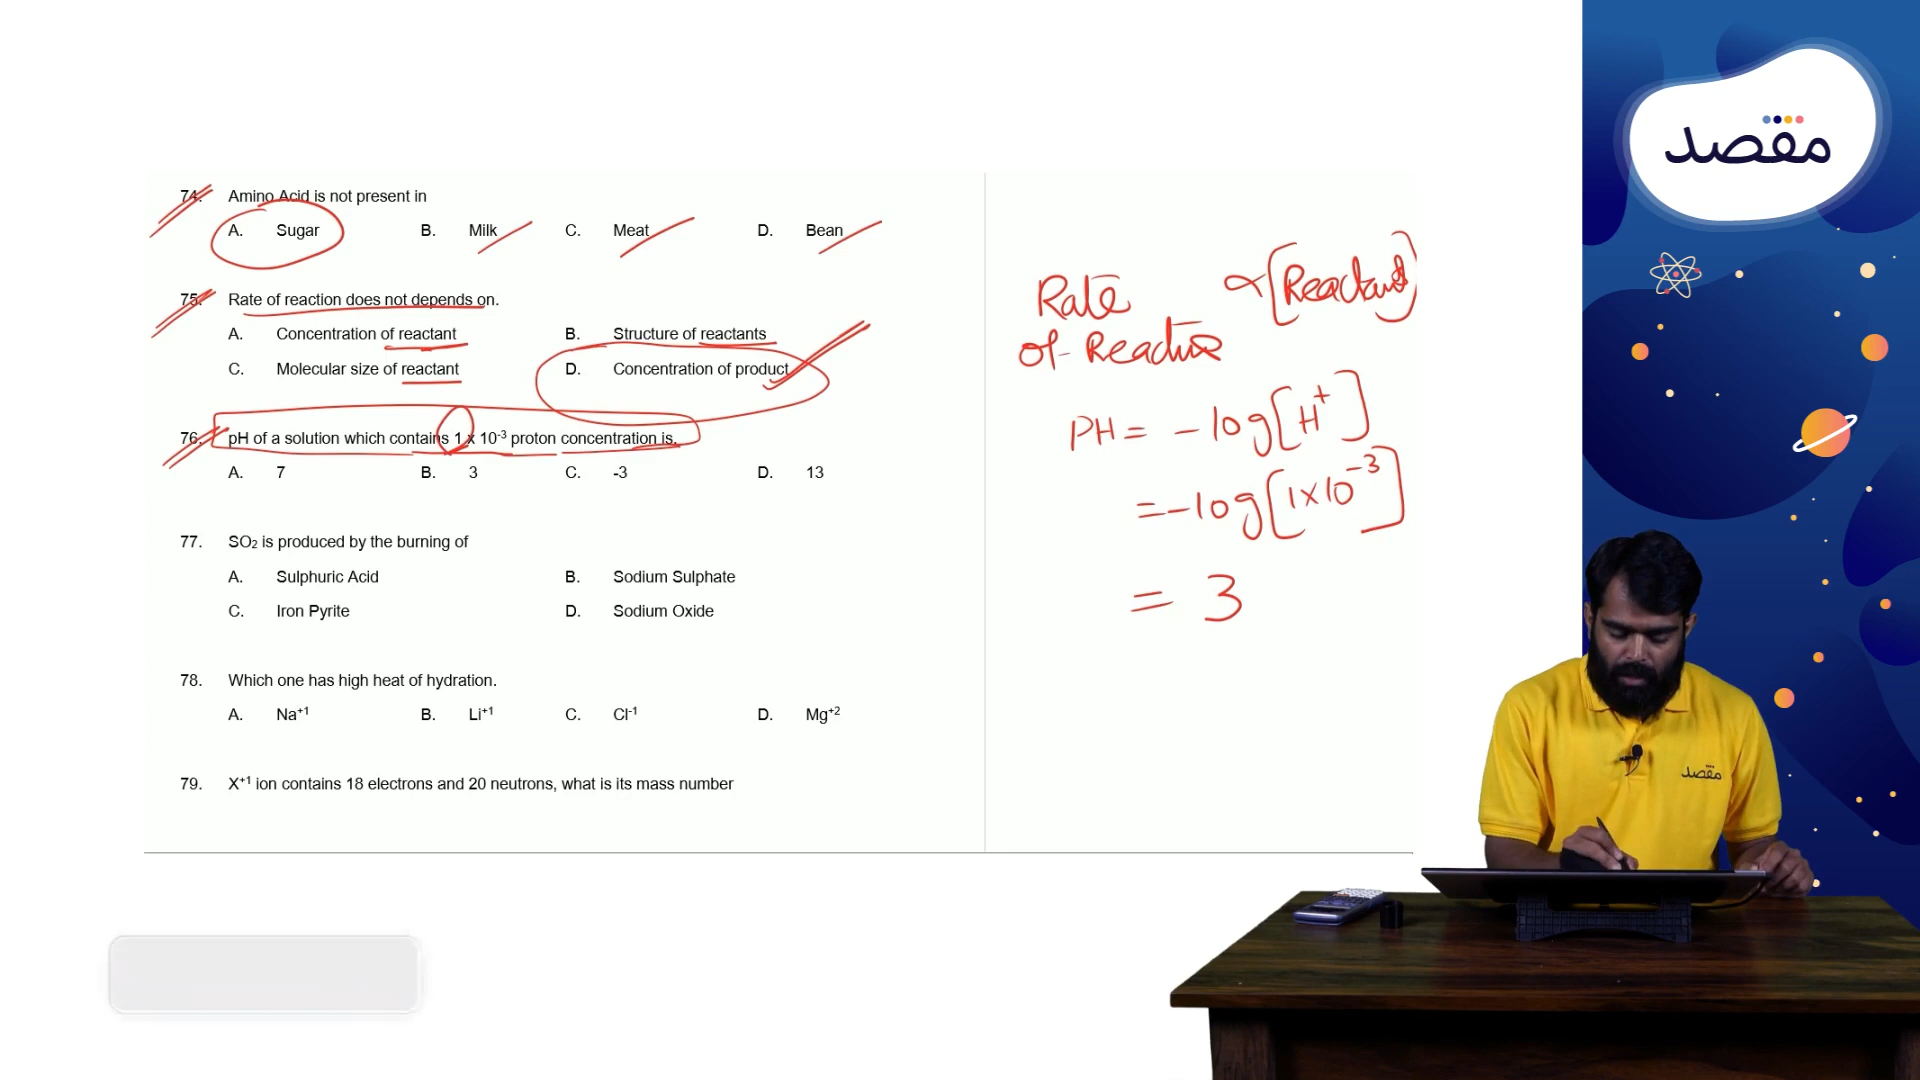 مقصد
74. Amino Acid is not present in
A. Sugar B. Milk C. Meat D. Bean
75. Rate of reaction does not depends on.
A. Concentration of reactant B. Structure of reactants
C. Molecular size of reactant D. Concentration of product
76. pH of a solution which contains 1 x 10⁻³ proton concentration is.
A. 7 B. 3 C. -3 D. 13
77. SO₂ is produced by the burning of
A. Sulphuric Acid B. Sodium Sulphate
C. Iron Pyrite D. Sodium Oxide
78. Which one has high heat of hydration.
A. Na⁺¹ B. Li⁺¹ C. Cl⁻¹ D. Mg⁺²
79. X⁺¹ ion contains 18 electrons and 20 neutrons, what is its mass number
Rate ∝ [Reactant]
of Reaction
PH = -log[H⁺]
= -log[1×10⁻³]
= 3
مقصد